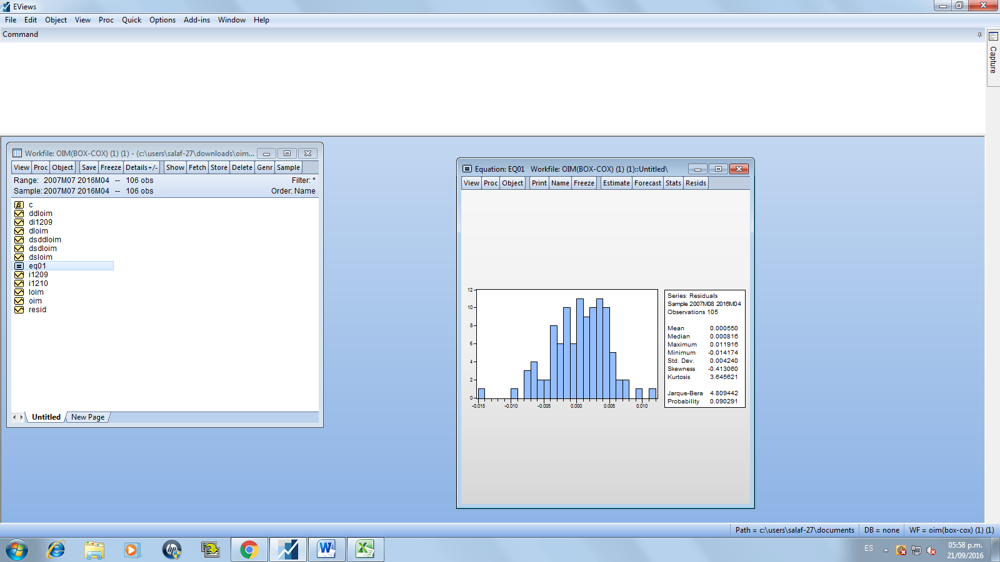 EViews
File Edit Object View Proc Quick Options Add-ins Window Help
Command
Capture
Workfile: OIM(BOX-COX) (1) (1) - (c:\users\salaf-27\downloads\oim...
View Proc Object Save Freeze Details+/- Show Fetch Store Delete Genr Sample
Range: 2007M07 2016M04 -- 106 obs Filter: *
Sample: 2007M07 2016M04 -- 106 obs Order: Name
β c
ddloim
di1209
dloim
dsddloim
dsdloim
dsloim
eq01
i1209
i1210
loim
oim
resid
Untitled New Page
Equation: EQ01 Workfile: OIM(BOX-COX) (1) (1)::Untitled\
View Proc Object Print Name Freeze Estimate Forecast Stats Resids
12
10
8
6
4
2
0
-0.015 -0.010 -0.005 0.000 0.005 0.010
Series: Residuals
Sample 2007M08 2016M04
Observations 105
Mean 0.000550
Median 0.000816
Maximum 0.011916
Minimum -0.014174
Std. Dev. 0.004240
Skewness -0.413060
Kurtosis 3.645621
Jarque-Bera 4.809442
Probability 0.090291
Path = c:\users\salaf-27\documents DB = none WF = oim(box-cox) (1) (1)
ES
05:58 p.m.
21/09/2016